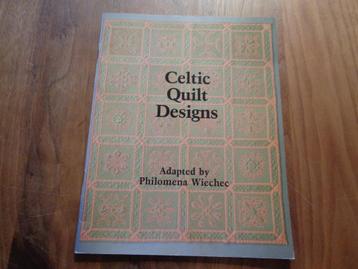 Celtic
Quilt
Designs
Adapted by
Philomena Wiechec